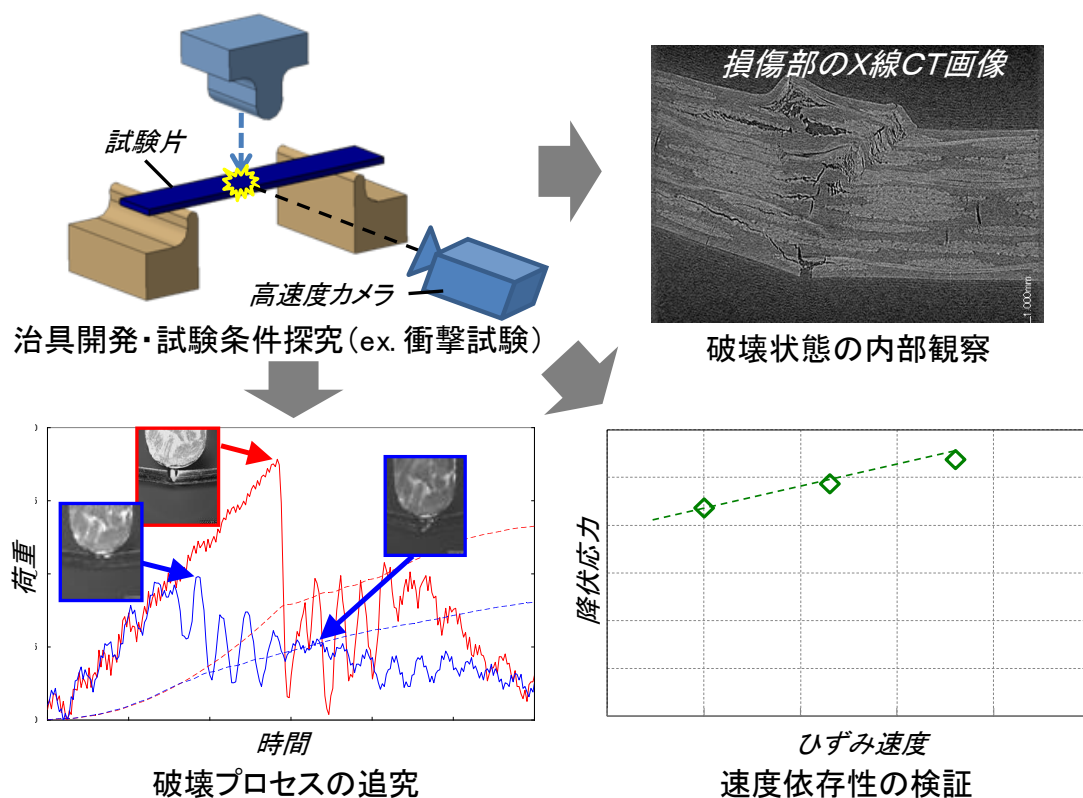 試験片
高速度カメラ
治具開発・試験条件探究(ex. 衝撃試験)
損傷部のX線CT画像
1.000mm
破壊状態の内部観察
荷重
時間
破壊プロセスの追究
降伏応力
ひずみ速度
速度依存性の検証